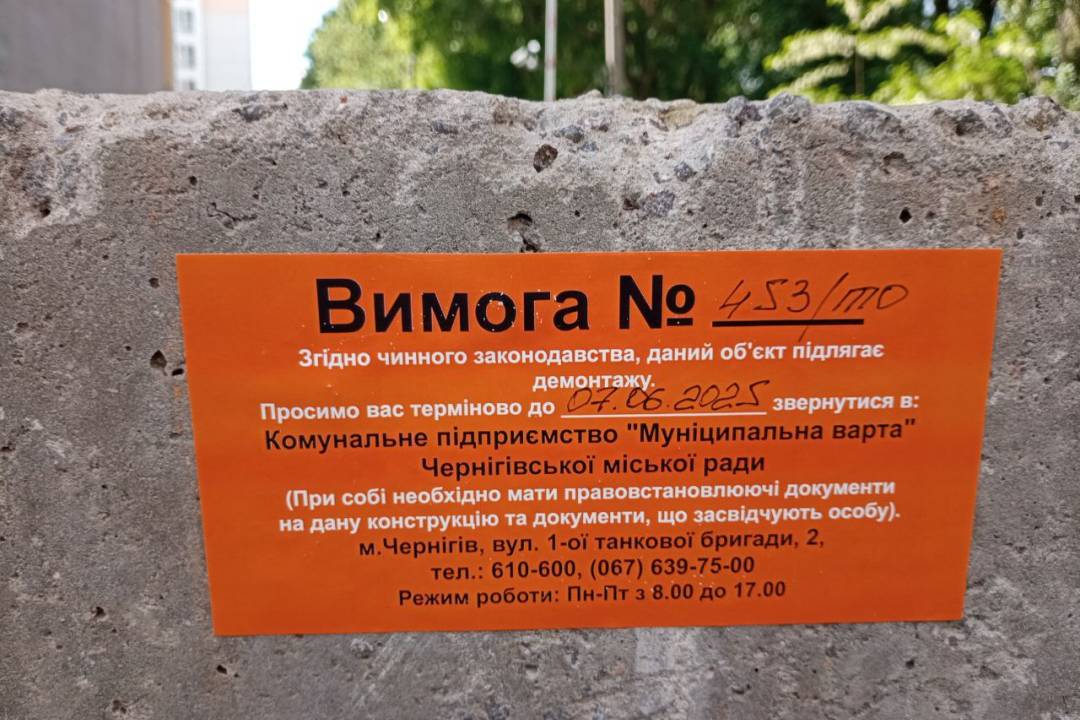 Вимога № 453/то
Згідно чинного законодавства, даний об'єкт підлягає
демонтажу.
Просимо вас терміново до 07.06.2025 звернутися в:
Комунальне підприємство "Муніципальна варта"
Чернігівської міської ради
(При собі необхідно мати правовстановлюючі документи
на дану конструкцію та документи, що засвідчують особу).
м.Чернігів, вул. 1-ої танкової бригади, 2,
тел.: 610-600, (067) 639-75-00
Режим роботи: Пн-Пт з 8.00 до 17.00